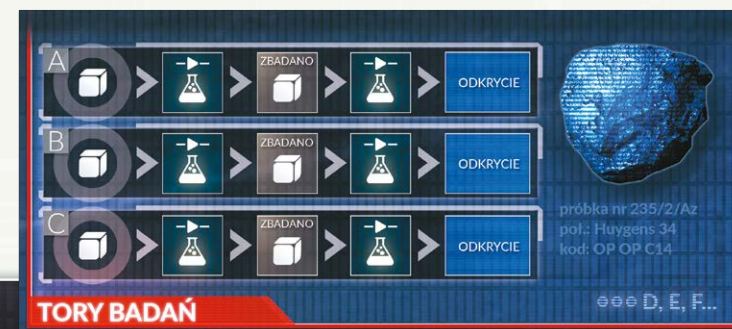 A
ZBADANO
ODKRYCIE
B
ZBADANO
ODKRYCIE
C
ZBADANO
ODKRYCIE
próbka nr 235/2/Az
poł.: Huygens 34
kod: OP OP C14
D, E, F...
TORY BADAŃ